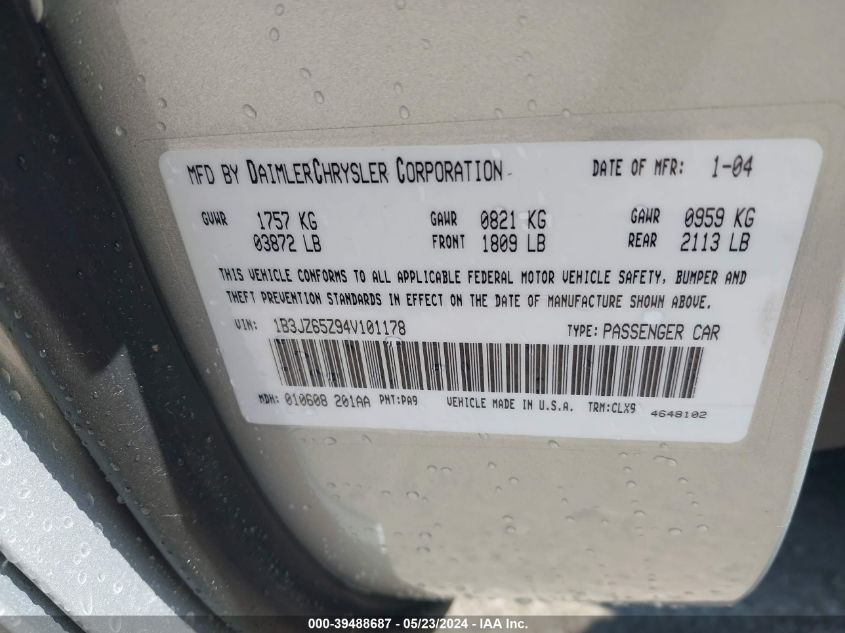 MFD BY DAIMLERCHRYSLER CORPORATION DATE OF MFR: 1-04
GVWR 1757 KG GAWR 0821 KG GAWR 0959 KG
03872 LB FRONT 1809 LB REAR 2113 LB
THIS VEHICLE CONFORMS TO ALL APPLICABLE FEDERAL MOTOR VEHICLE SAFETY, BUMPER AND
THEFT PREVENTION STANDARDS IN EFFECT ON THE DATE OF MANUFACTURE SHOWN ABOVE.
VIN: 1B3JZ65Z94V101178 TYPE: PASSENGER CAR
MDH: 010608 201AA PNT:PA9 VEHICLE MADE IN U.S.A. TRM:CLX9 4648102
000-39488687 - 05/23/2024 - IAA Inc.